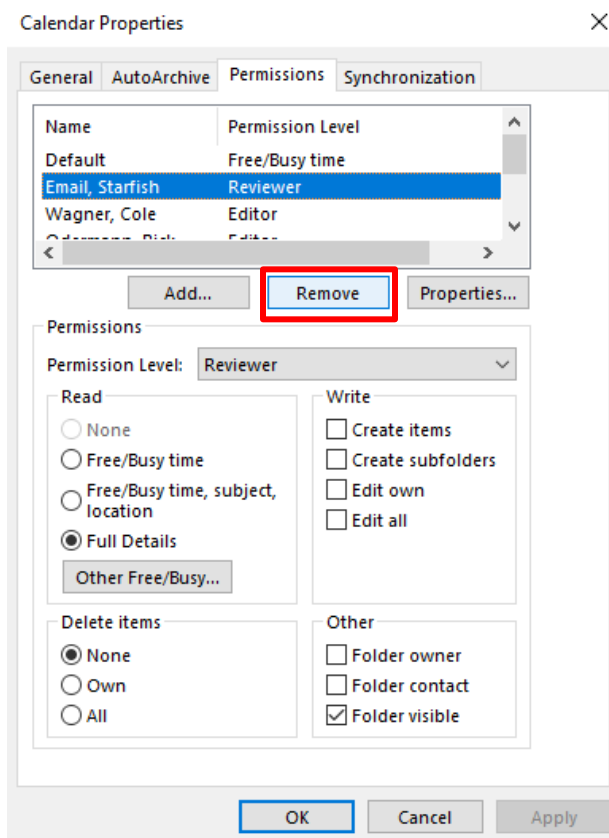 Calendar Properties
General AutoArchive Permissions Synchronization
Name Permission Level
Default Free/Busy time
Email, Starfish Reviewer
Wagner, Cole Editor
Editor
Add... Remove Properties...
Permissions
Permission Level: Reviewer
Read
None
Free/Busy time
Free/Busy time, subject,
location
Full Details
Other Free/Busy...
Write
Create items
Create subfolders
Edit own
Edit all
Delete items
None
Own
All
Other
Folder owner
Folder contact
Folder visible
OK Cancel Apply